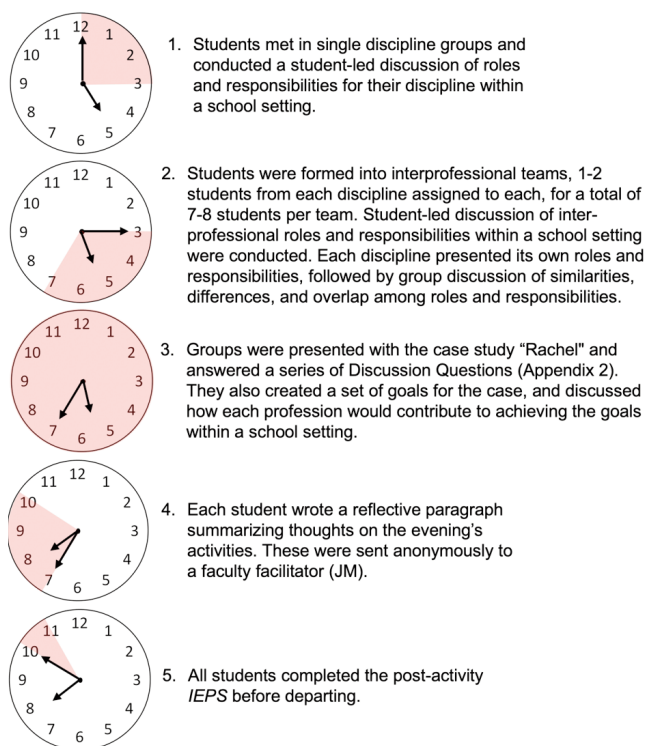 11 12 1
10 2
9 3
8 4
7 6 5
1. Students met in single discipline groups and
conducted a student-led discussion of roles
and responsibilities for their discipline within
a school setting.
11 12 1
10 2
9 3
8 4
7 6 5
2. Students were formed into interprofessional teams, 1-2
students from each discipline assigned to each, for a total of
7-8 students per team. Student-led discussion of inter-
professional roles and responsibilities within a school setting
were conducted. Each discipline presented its own roles and
responsibilities, followed by group discussion of similarities,
differences, and overlap among roles and responsibilities.
11 12 1
10 2
9 3
8 4
7 6 5
3. Groups were presented with the case study “Rachel" and
answered a series of Discussion Questions (Appendix 2).
They also created a set of goals for the case, and discussed
how each profession would contribute to achieving the goals
within a school setting.
11 12 1
10 2
9 3
8 4
7 6 5
4. Each student wrote a reflective paragraph
summarizing thoughts on the evening’s
activities. These were sent anonymously to
a faculty facilitator (JM).
11 12 1
10 2
9 3
8 4
7 6 5
5. All students completed the post-activity
IEPS before departing.